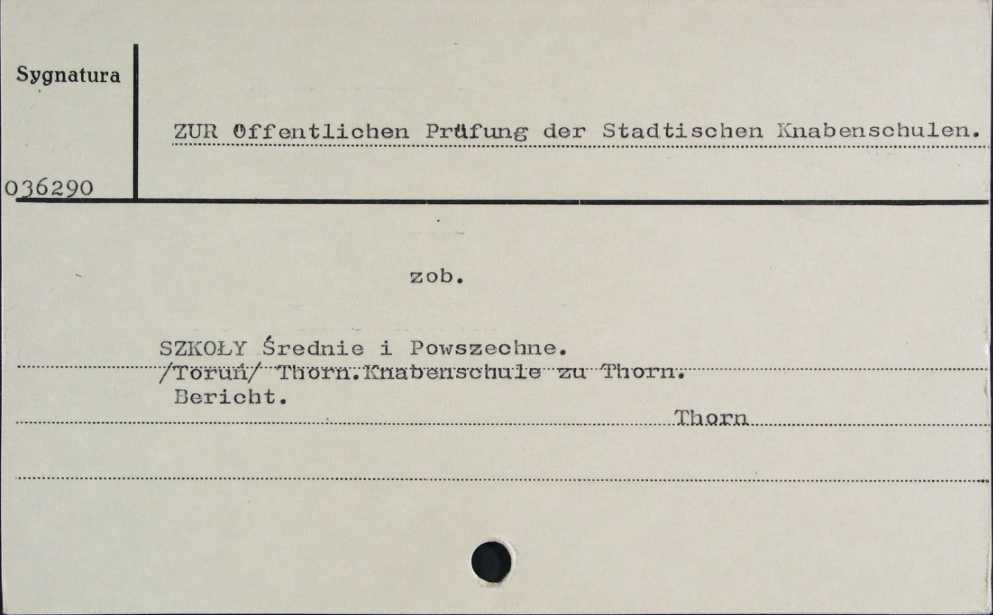 Sygnatura
ZUR Öffentlichen Prüfung der Stadtischen Knabenschulen.
036290
zob.
SZKOŁY Średnie i Powszechne.
/Toruń/ Thorn.Knabenschule zu Thorn.
Bericht.
Thorn